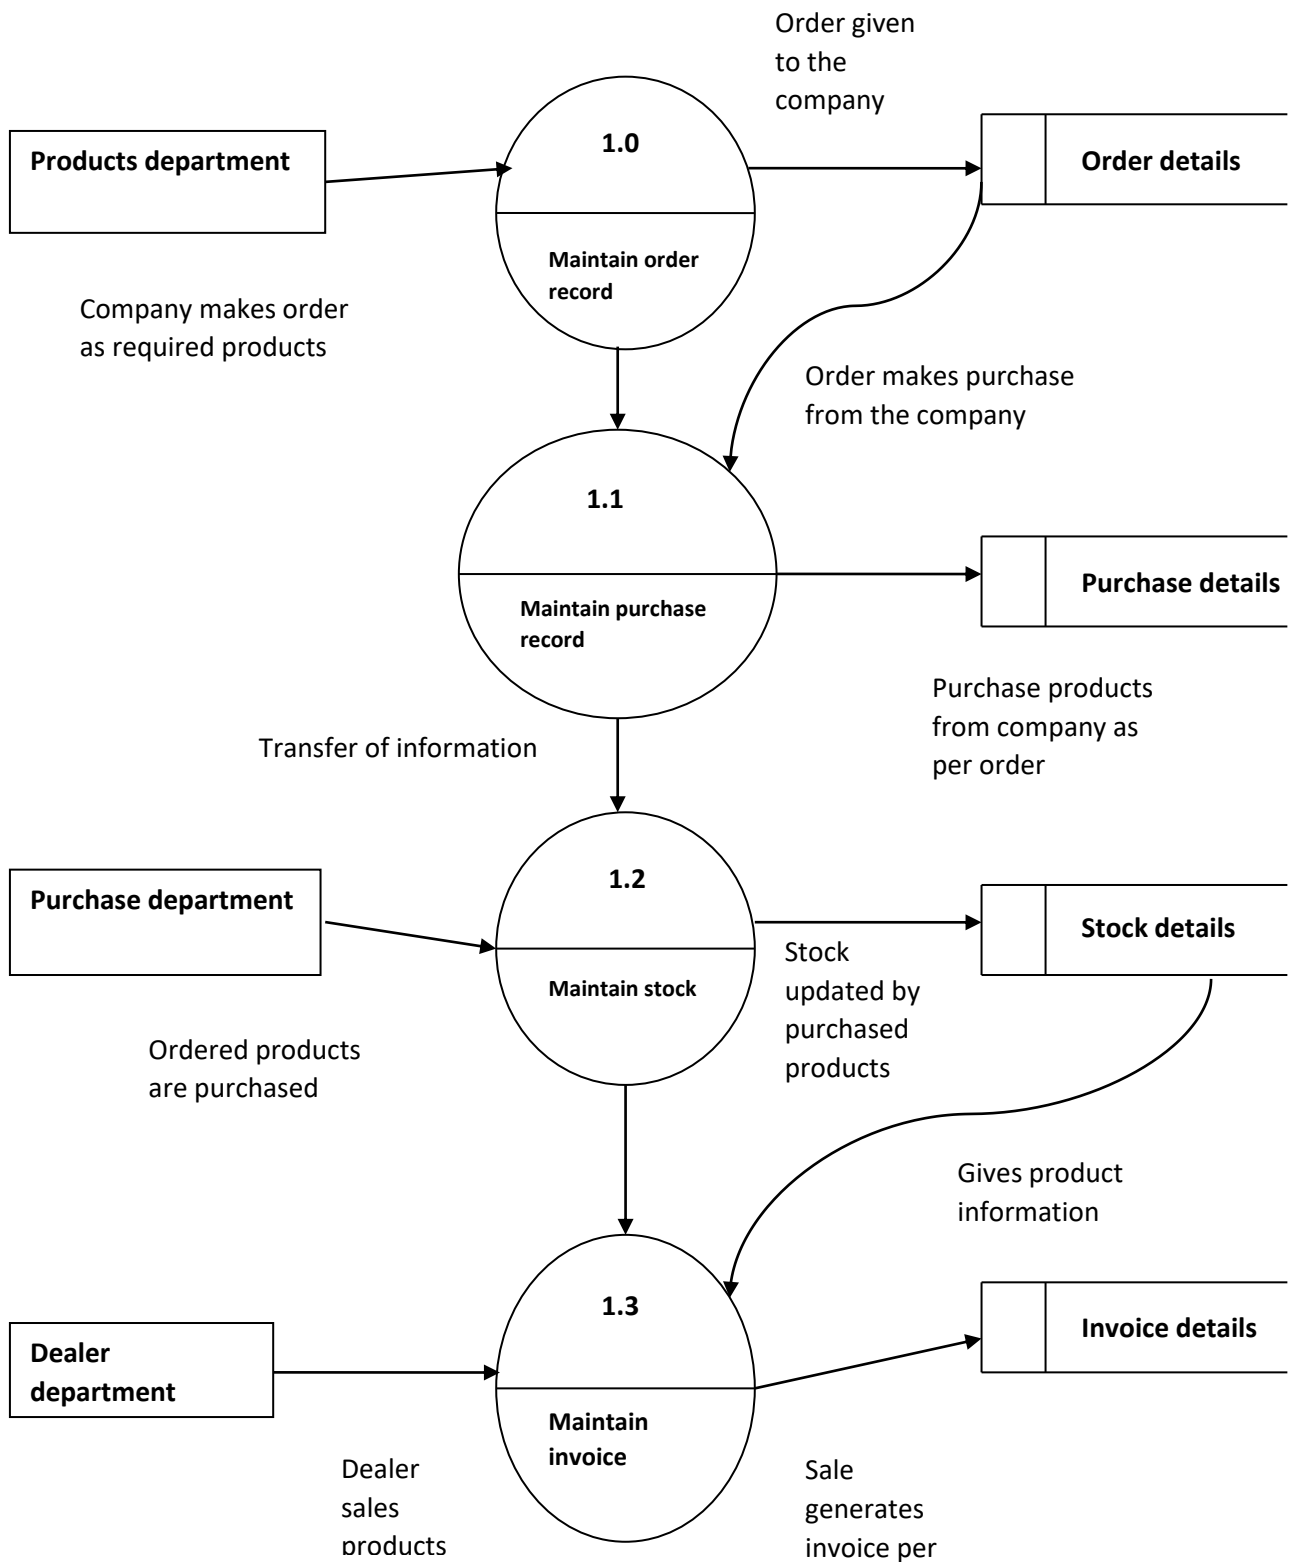 Order given
to the
company
1.0
Products department
Order details
Maintain order
record
Company makes order
as required products
Order makes purchase
from the company
1.1
Purchase details
Maintain purchase
record
Purchase products
from company as
per order
Transfer of information
1.2
Purchase department
Stock details
Maintain stock
Stock
updated by
purchased
products
Ordered products
are purchased
Gives product
information
1.3
Invoice details
Dealer
department
Maintain
invoice
Dealer
sales
products
Sale
generates
invoice per